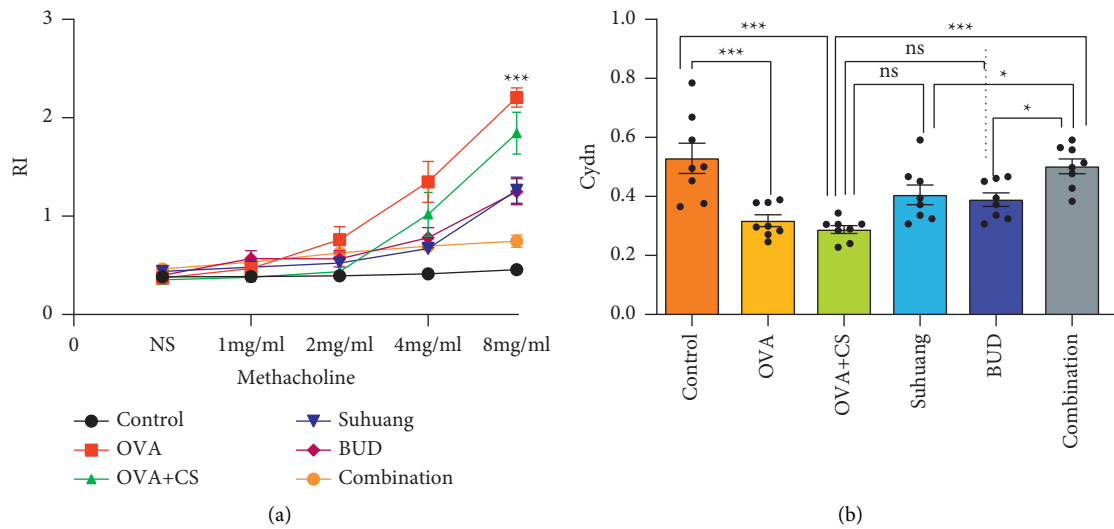 3
2
1
0
RI
***
0
NS
1mg/ml
2mg/ml
4mg/ml
8mg/ml
Methacholine
Control
OVA
OVA+CS
Suhuang
BUD
Combination
(a)
1.0
0.8
0.6
0.4
0.2
0.0
Cydn
***
***
***
ns
ns
*
*
Control
OVA
OVA+CS
Suhuang
BUD
Combination
(b)